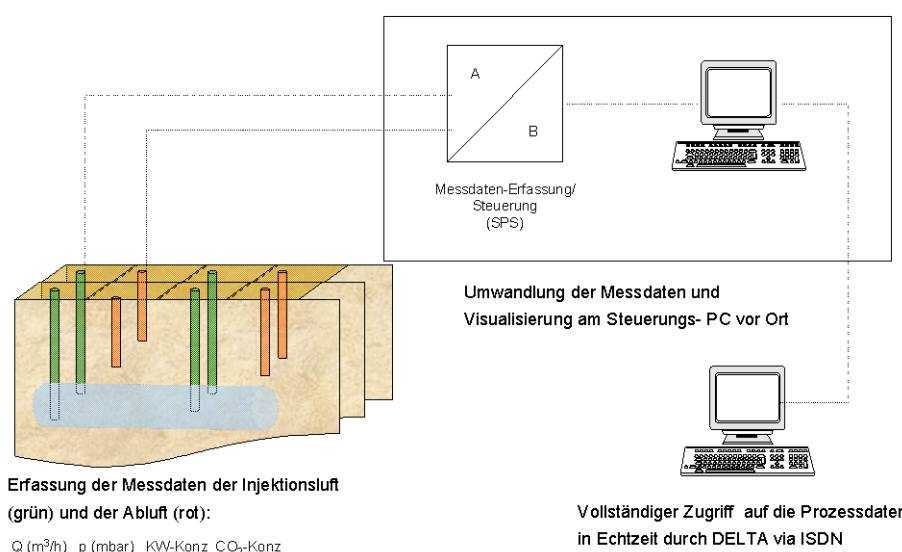 A
B
Messdaten-Erfassung/
Steuerung
(SPS)
Umwandlung der Messdaten und
Visualisierung am Steuerungs- PC vor Ort
Erfassung der Messdaten der Injektionsluft
(grün) und der Abluft (rot):
Q (m³/h) p (mbar) KW-Konz CO₂-Konz
Vollständiger Zugriff auf die Prozessdaten
in Echtzeit durch DELTA via ISDN